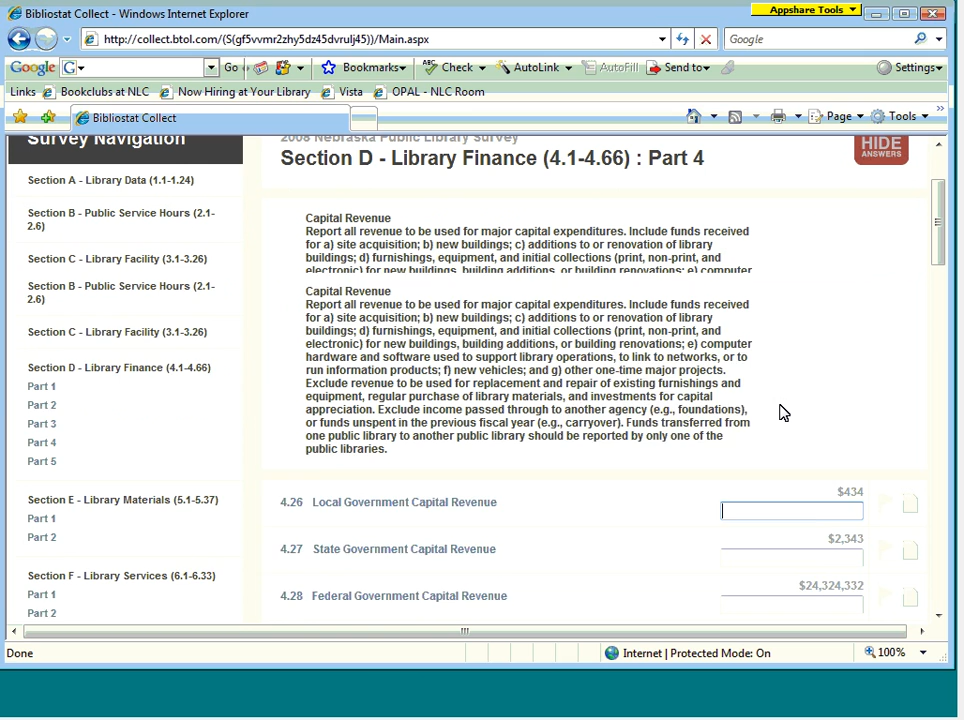 Bibliostat Collect - Windows Internet Explorer
Appshare Tools
http://collect.btol.com/(S(gf5vvmr2zhy5dz45dvrulj45))/Main.aspx
Google
Google G Go Bookmarks ABC Check AutoLink AutoFill Send to Settings
Links Bookclubs at NLC Now Hiring at Your Library Vista OPAL - NLC Room
Bibliostat Collect Page Tools
Survey Navigation
Section A - Library Data (1.1-1.24)
Section B - Public Service Hours (2.1-
2.6)
Section C - Library Facility (3.1-3.26)
Section B - Public Service Hours (2.1-
2.6)
Section C - Library Facility (3.1-3.26)
Section D - Library Finance (4.1-4.66)
Part 1
Part 2
Part 3
Part 4
Part 5
Section E - Library Materials (5.1-5.37)
Part 1
Part 2
Section F - Library Services (6.1-6.33)
Part 1
Part 2
2008 Nebraska Public Library Survey
Section D - Library Finance (4.1-4.66) : Part 4
HIDE
ANSWERS
Capital Revenue
Report all revenue to be used for major capital expenditures. Include funds received
for a) site acquisition; b) new buildings; c) additions to or renovation of library
buildings; d) furnishings, equipment, and initial collections (print, non-print, and
electronic) for new buildings, building additions, or building renovations; e) computer
Capital Revenue
Report all revenue to be used for major capital expenditures. Include funds received
for a) site acquisition; b) new buildings; c) additions to or renovation of library
buildings; d) furnishings, equipment, and initial collections (print, non-print, and
electronic) for new buildings, building additions, or building renovations; e) computer
hardware and software used to support library operations, to link to networks, or to
run information products; f) new vehicles; and g) other one-time major projects.
Exclude revenue to be used for replacement and repair of existing furnishings and
equipment, regular purchase of library materials, and investments for capital
appreciation. Exclude income passed through to another agency (e.g., foundations),
or funds unspent in the previous fiscal year (e.g., carryover). Funds transferred from
one public library to another public library should be reported by only one of the
public libraries.
$434
4.26 Local Government Capital Revenue
$2,343
4.27 State Government Capital Revenue
$24,324,332
4.28 Federal Government Capital Revenue
Done
Internet | Protected Mode: On
100%